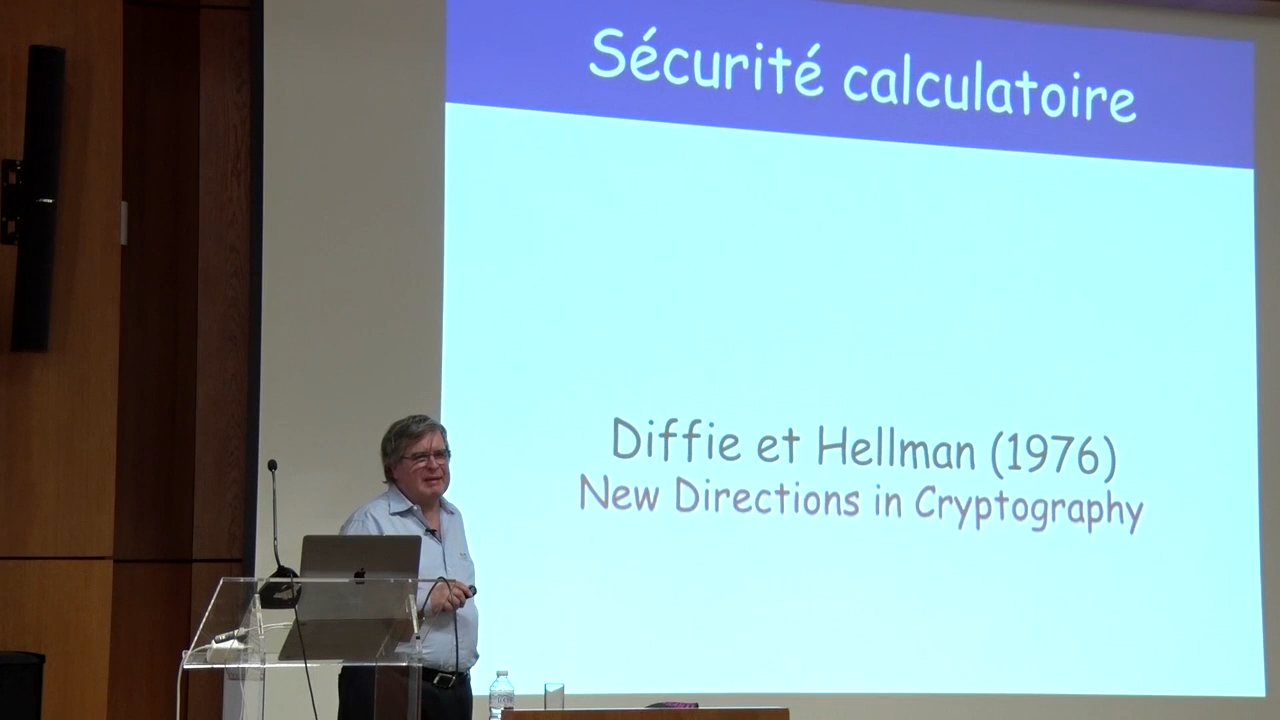 Sécurité calculatoire
Diffie et Hellman (1976)
New Directions in Cryptography